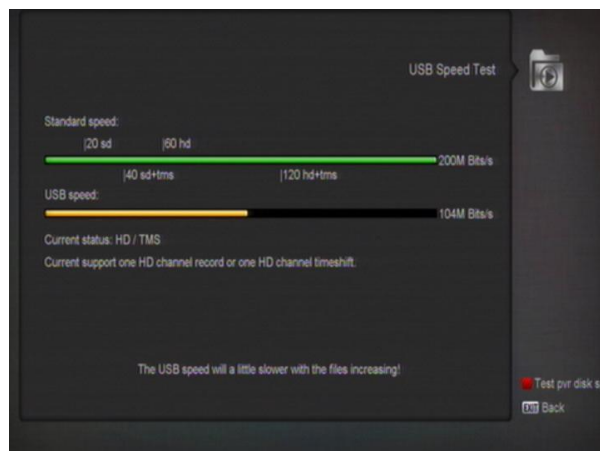 USB Speed Test
Standard speed:
|20 sd |60 hd
200M Bits/s
|40 sd+tms |120 hd+tms
USB speed:
104M Bits/s
Current status: HD / TMS
Current support one HD channel record or one HD channel timeshift.
The USB speed will a little slower with the files increasing!
Test pvr disk s
EXIT Back